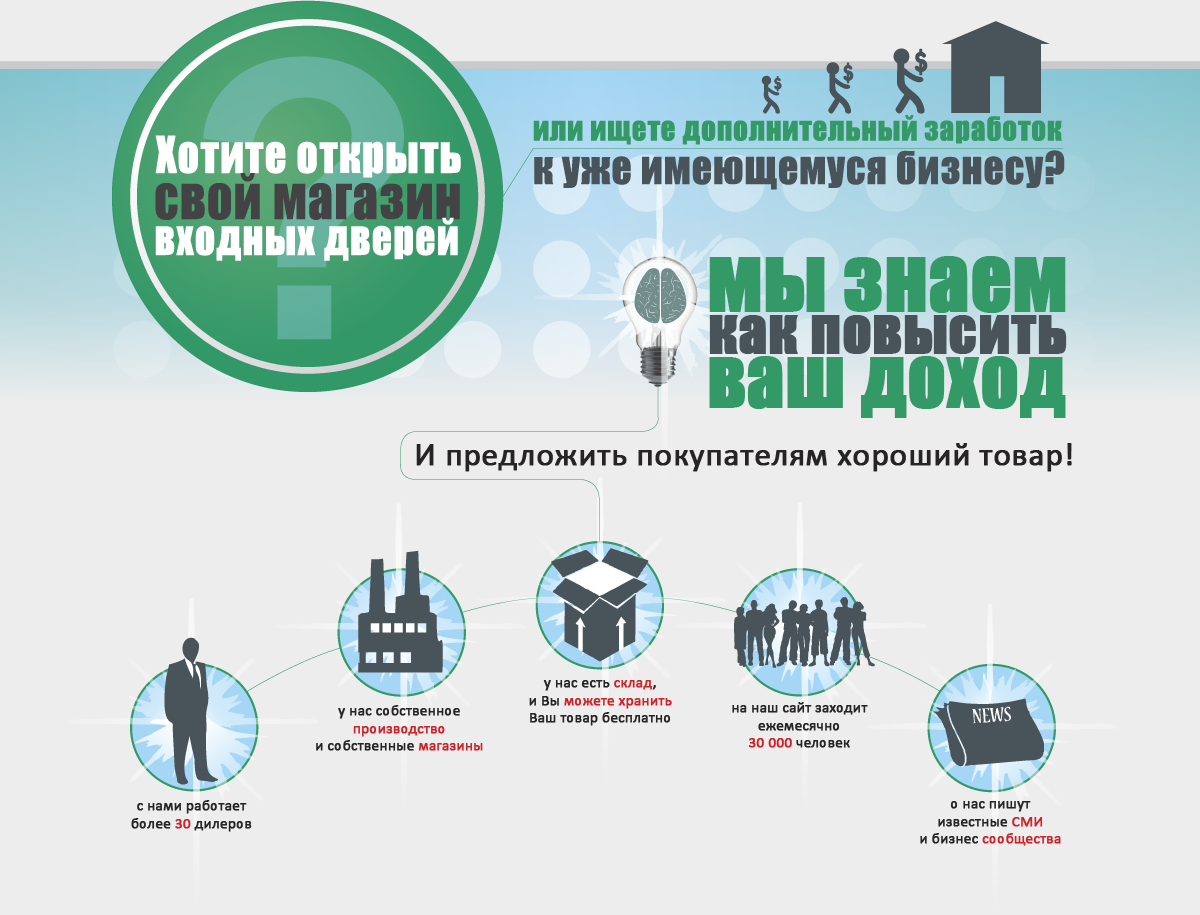 Хотите открыть
свой магазин
входных дверей
?
или ищете дополнительный заработок
к уже имеющемуся бизнесу?
$
$
$
мы знаем
как повысить
ваш доход
И предложить покупателям хороший товар!
с нами работает
более 30 дилеров
у нас собственное
производство
и собственные магазины
у нас есть склад,
и Вы можете хранить
Ваш товар бесплатно
на наш сайт заходит
ежемесячно
30 000 человек
NEWS
о нас пишут
известные СМИ
и бизнес сообщества